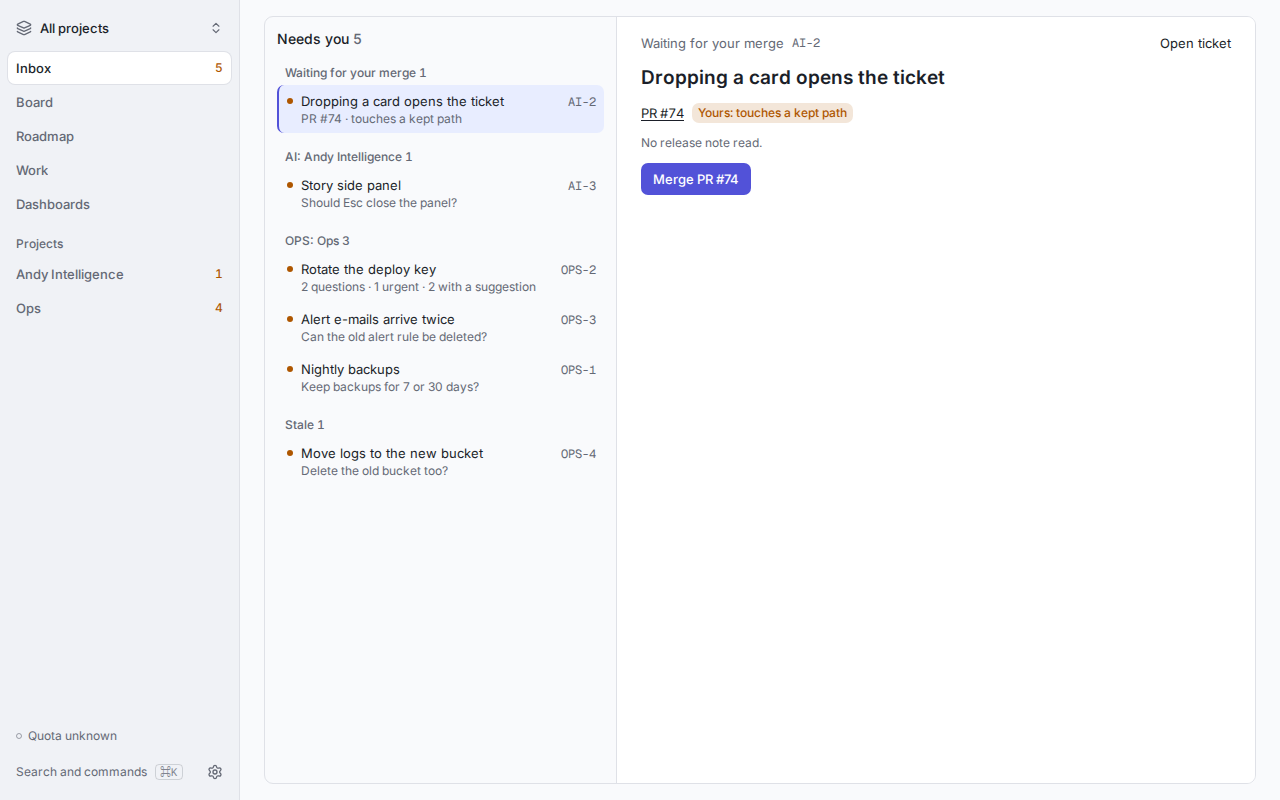 All projects
Inbox 5
Board
Roadmap
Work
Dashboards
Projects
Andy Intelligence 1
Ops 4
Quota unknown
Search and commands ⌘K
Needs you 5
Waiting for your merge 1
Dropping a card opens the ticket AI-2
PR #74 · touches a kept path
AI: Andy Intelligence 1
Story side panel AI-3
Should Esc close the panel?
OPS: Ops 3
Rotate the deploy key OPS-2
2 questions · 1 urgent · 2 with a suggestion
Alert e-mails arrive twice OPS-3
Can the old alert rule be deleted?
Nightly backups OPS-1
Keep backups for 7 or 30 days?
Stale 1
Move logs to the new bucket OPS-4
Delete the old bucket too?
Waiting for your merge AI-2 Open ticket
Dropping a card opens the ticket
PR #74 Yours: touches a kept path
No release note read.
Merge PR #74